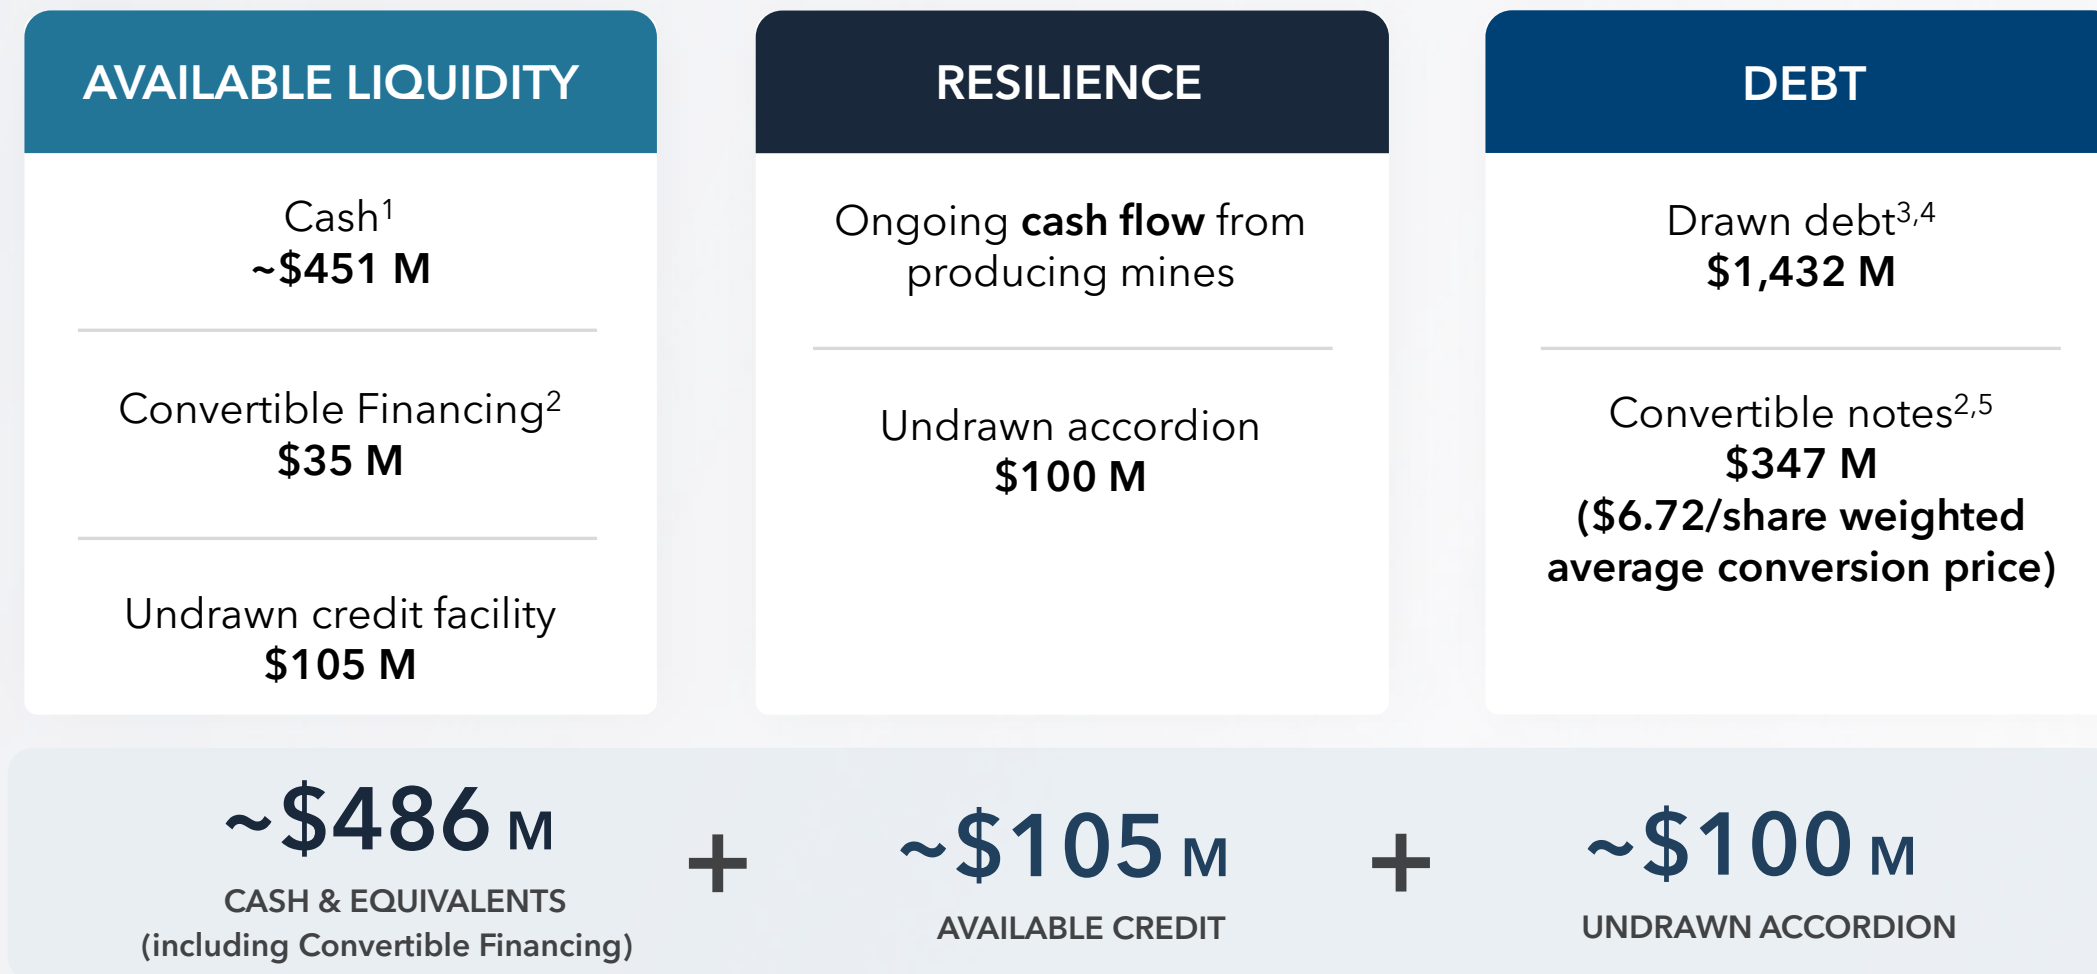 AVAILABLE LIQUIDITY
Cash1
~$451 M
Convertible Financing2
$35 M
Undrawn credit facility
$105 M
RESILIENCE
Ongoing cash flow from
producing mines
Undrawn accordion
$100 M
DEBT
Drawn debt3,4
$1,432 M
Convertible notes2,5
$347 M
($6.72/share weighted
average conversion price)
~$486 M
CASH & EQUIVALENTS
(including Convertible Financing)
+
~$105 M
AVAILABLE CREDIT
+
~$100 M
UNDRAWN ACCORDION